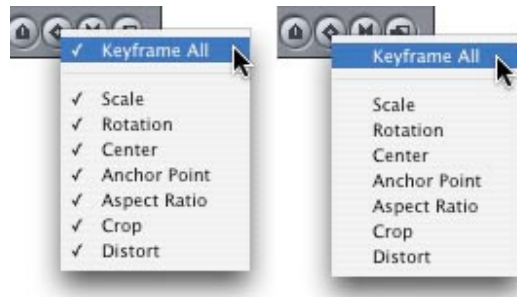 ✓ Keyframe All
✓ Scale
✓ Rotation
✓ Center
✓ Anchor Point
✓ Aspect Ratio
✓ Crop
✓ Distort
Keyframe All
Scale
Rotation
Center
Anchor Point
Aspect Ratio
Crop
Distort